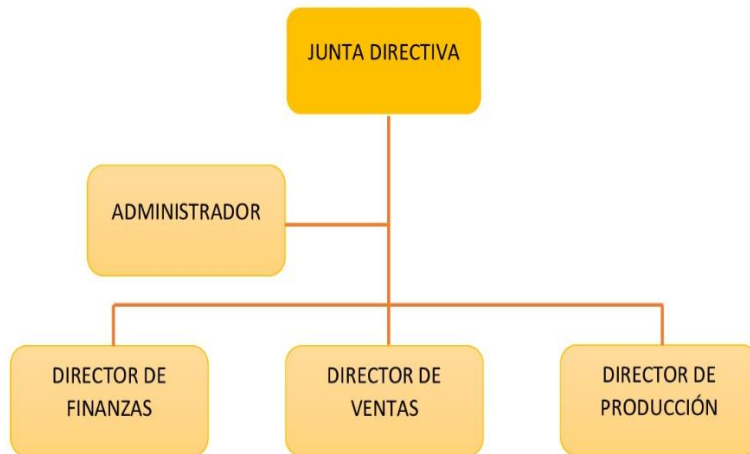 JUNTA DIRECTIVA
ADMINISTRADOR
DIRECTOR DE
FINANZAS
DIRECTOR DE
VENTAS
DIRECTOR DE
PRODUCCIÓN